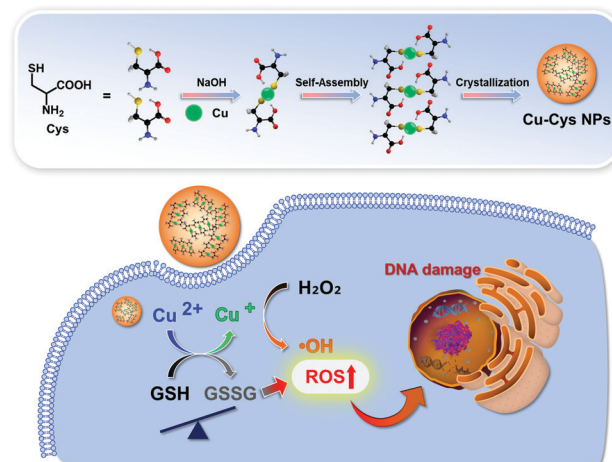 SH
COOH
NH₂
Cys
=
NaOH
Cu
Self-Assembly
Crystallization
Cu-Cys NPs
DNA damage
H₂O₂
Cu 2+
Cu +
•OH
GSH
GSSG
ROS↑